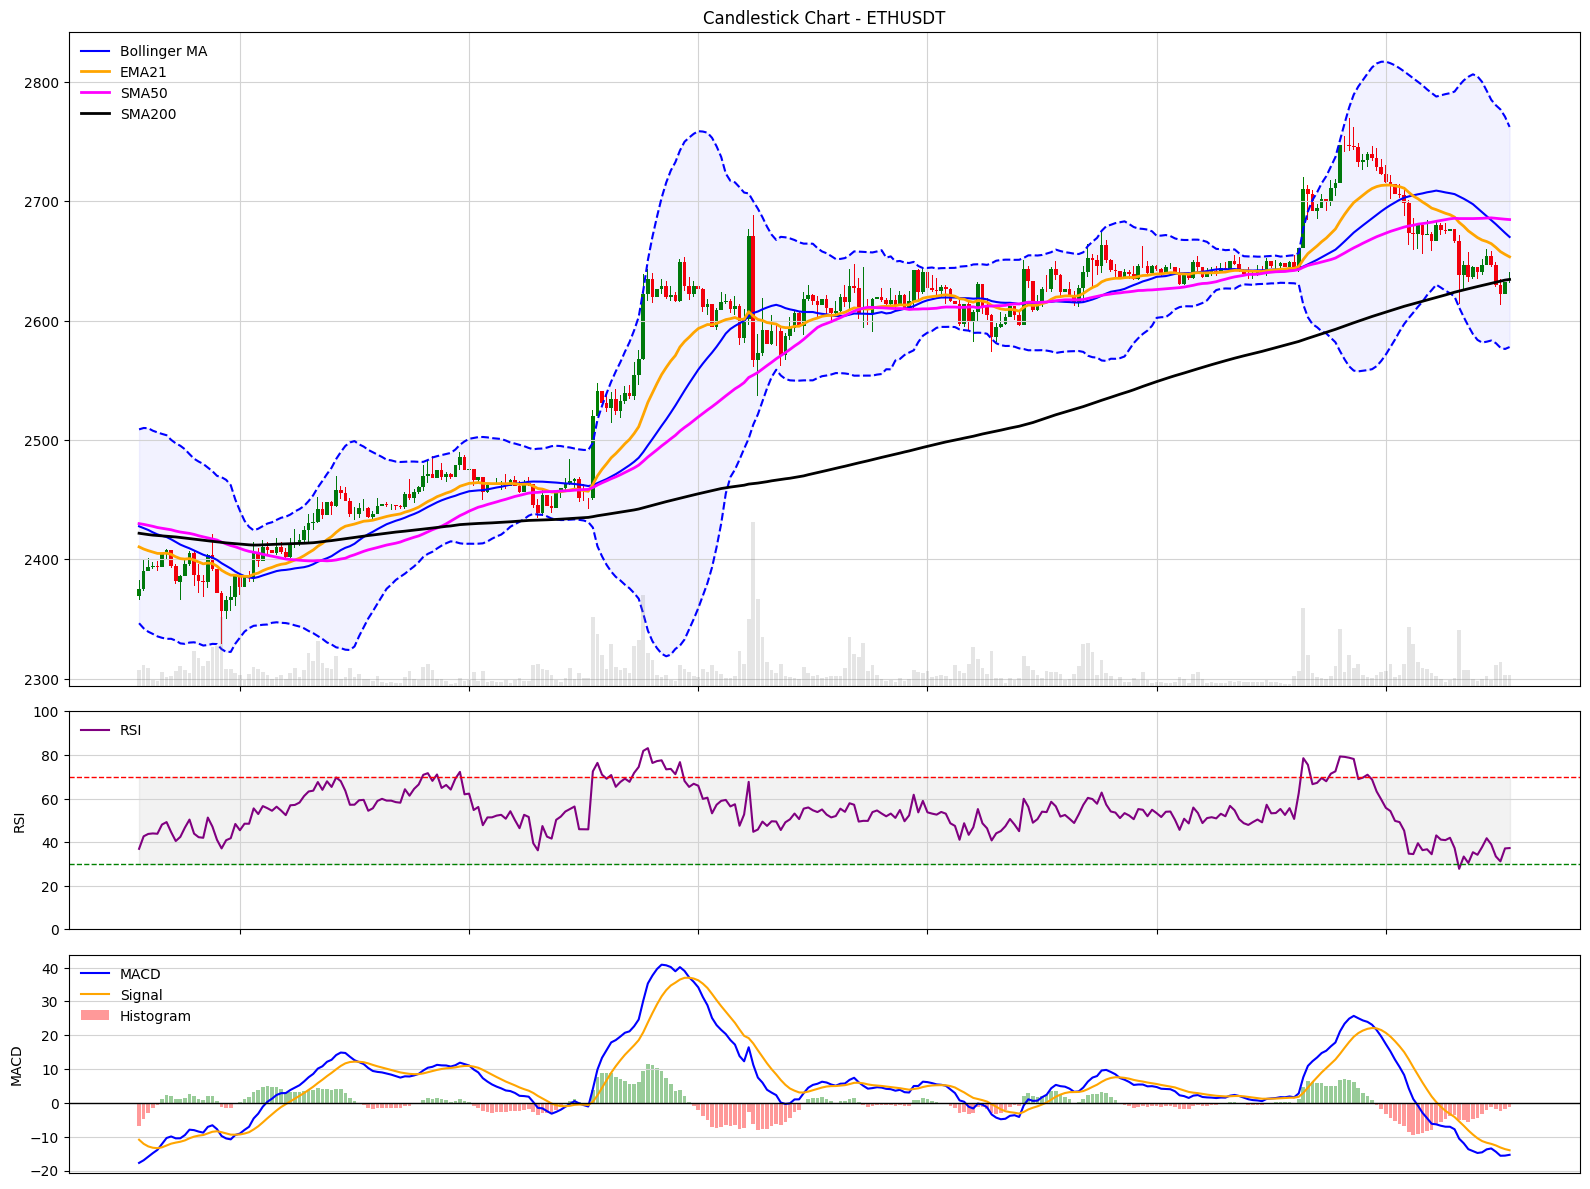 Candlestick Chart - ETHUSDT
Bollinger MA
EMA21
SMA50
SMA200
2800
2700
2600
2500
2400
2300
RSI
RSI
100
80
60
40
20
0
MACD
Signal
Histogram
MACD
40
30
20
10
0
−10
−20